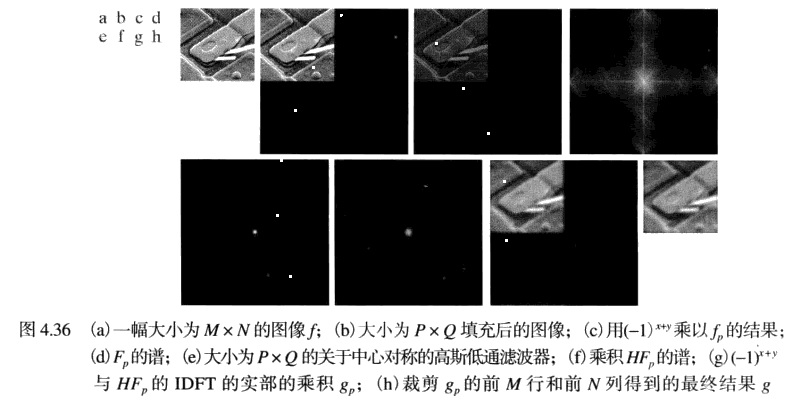 a b c d
e f g h
图 4.36 (a)一幅大小为 M×N 的图像 f；(b)大小为 P×Q 填充后的图像；(c)用(-1)^{x+y}乘以 f_p 的结果；
(d) F_p 的谱；(e)大小为 P×Q 的关于中心对称的高斯低通滤波器；(f)乘积 HF_p 的谱；(g)(-1)^{x+y}
与 HF_p 的 IDFT 的实部的乘积 g_p；(h)裁剪 g_p 的前 M 行和前 N 列得到的最终结果 g